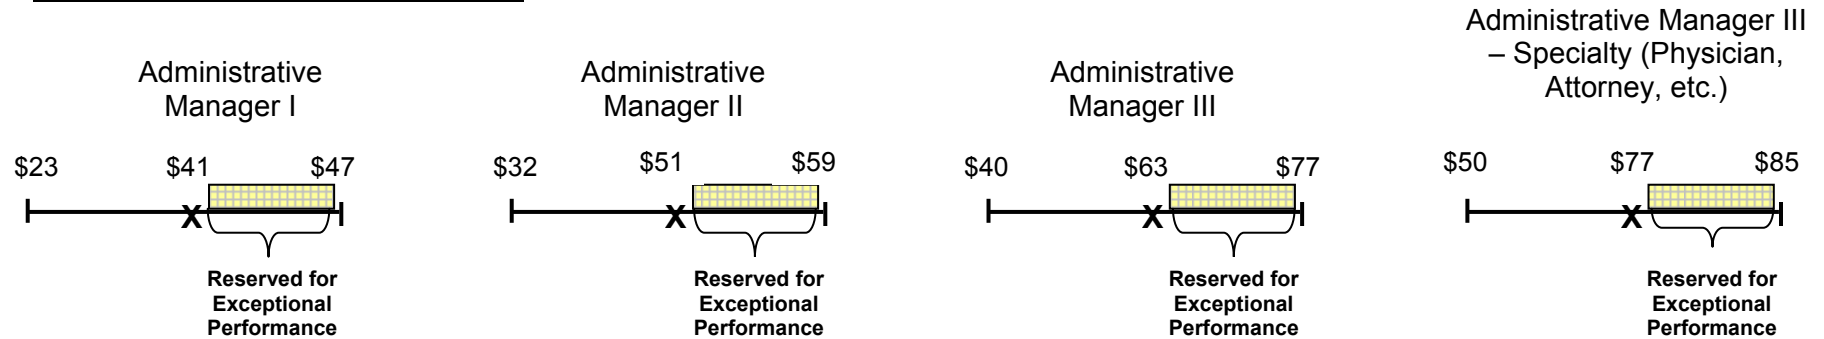 Administrative
Manager I
$23
$41
$47
X
Reserved for
Exceptional
Performance
Administrative
Manager II
$32
$51
$59
X
Reserved for
Exceptional
Performance
Administrative
Manager III
$40
$63
$77
X
Reserved for
Exceptional
Performance
Administrative Manager III
– Specialty (Physician,
Attorney, etc.)
$50
$77
$85
X
Reserved for
Exceptional
Performance